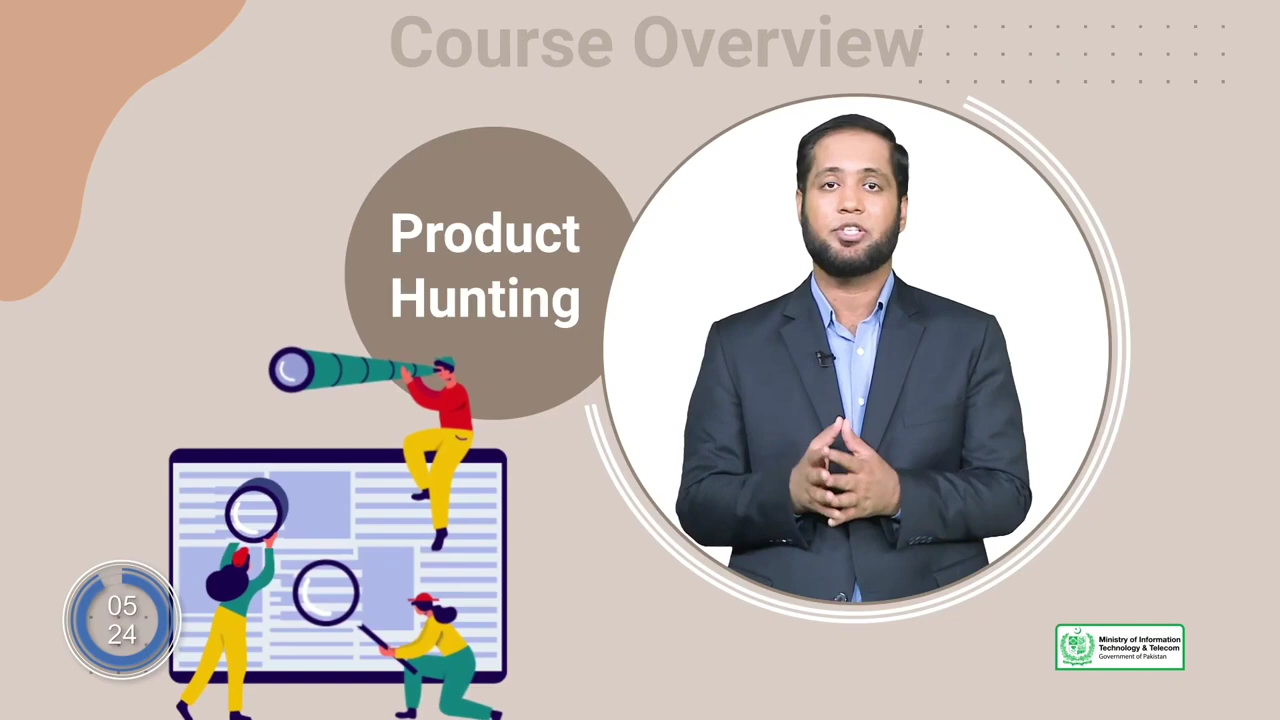 Course Overview
Product
Hunting
05
24
Ministry of Information
Technology & Telecom
Government of Pakistan